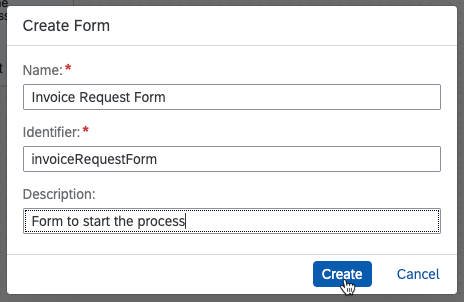 Create Form
Name: *
Invoice Request Form
Identifier: *
invoiceRequestForm
Description:
Form to start the process
Create Cancel